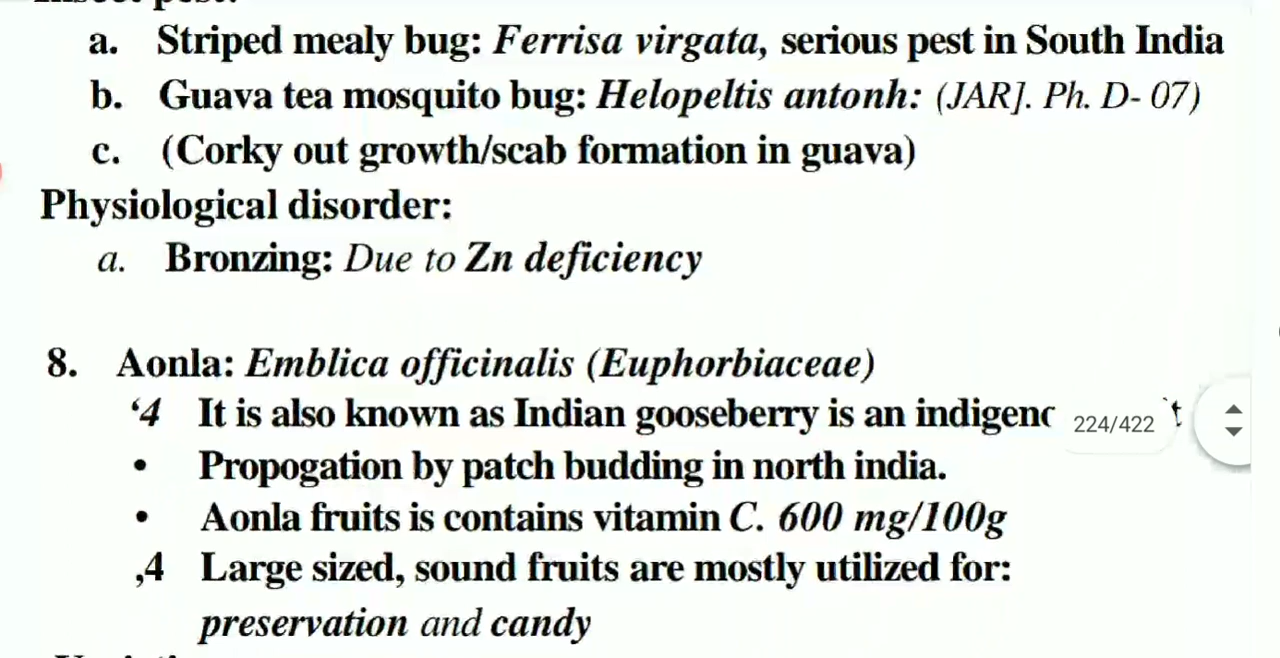 a. Striped mealy bug: Ferrisa virgata, serious pest in South India
b. Guava tea mosquito bug: Helopeltis antonh: (JAR]. Ph. D- 07)
c. (Corky out growth/scab formation in guava)
Physiological disorder:
a. Bronzing: Due to Zn deficiency
8. Aonla: Emblica officinalis (Euphorbiaceae)
‘4 It is also known as Indian gooseberry is an
224/422
• Propogation by patch budding in north india.
• Aonla fruits is contains vitamin C. 600 mg/100g
,4 Large sized, sound fruits are mostly utilized for:
preservation and candy